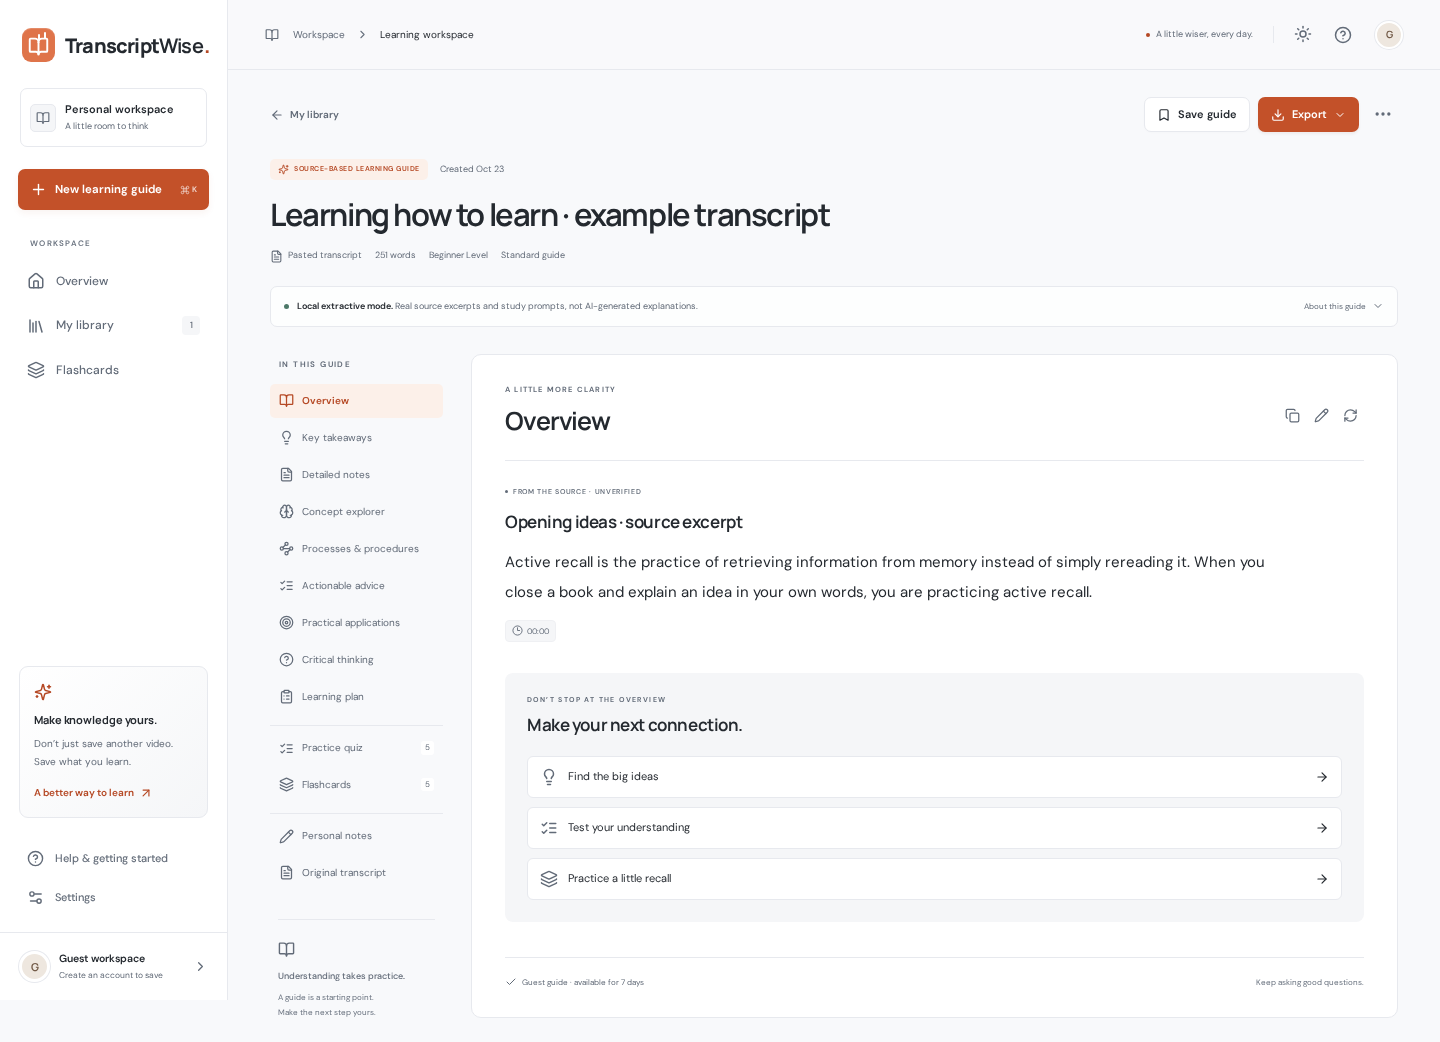 TranscriptWise.
Personal workspace
A little room to think
New learning guide ⌘K
WORKSPACE
Overview
My library 1
Flashcards
Make knowledge yours.
Don't just save another video.
Save what you learn.
A better way to learn
Help & getting started
Settings
G
Guest workspace
Create an account to save
Workspace
Learning workspace
A little wiser, every day.
G
My library
Save guide
Export
SOURCE-BASED LEARNING GUIDE
Created Oct 23
Learning how to learn · example transcript
Pasted transcript 251 words Beginner Level Standard guide
Local extractive mode. Real source excerpts and study prompts, not AI-generated explanations.
About this guide
IN THIS GUIDE
Overview
Key takeaways
Detailed notes
Concept explorer
Processes & procedures
Actionable advice
Practical applications
Critical thinking
Learning plan
Practice quiz 5
Flashcards 5
Personal notes
Original transcript
Understanding takes practice.
A guide is a starting point.
Make the next step yours.
A LITTLE MORE CLARITY
Overview
FROM THE SOURCE · UNVERIFIED
Opening ideas · source excerpt
Active recall is the practice of retrieving information from memory instead of simply rereading it. When you
close a book and explain an idea in your own words, you are practicing active recall.
00:00
DON'T STOP AT THE OVERVIEW
Make your next connection.
Find the big ideas
Test your understanding
Practice a little recall
Guest guide · available for 7 days
Keep asking good questions.